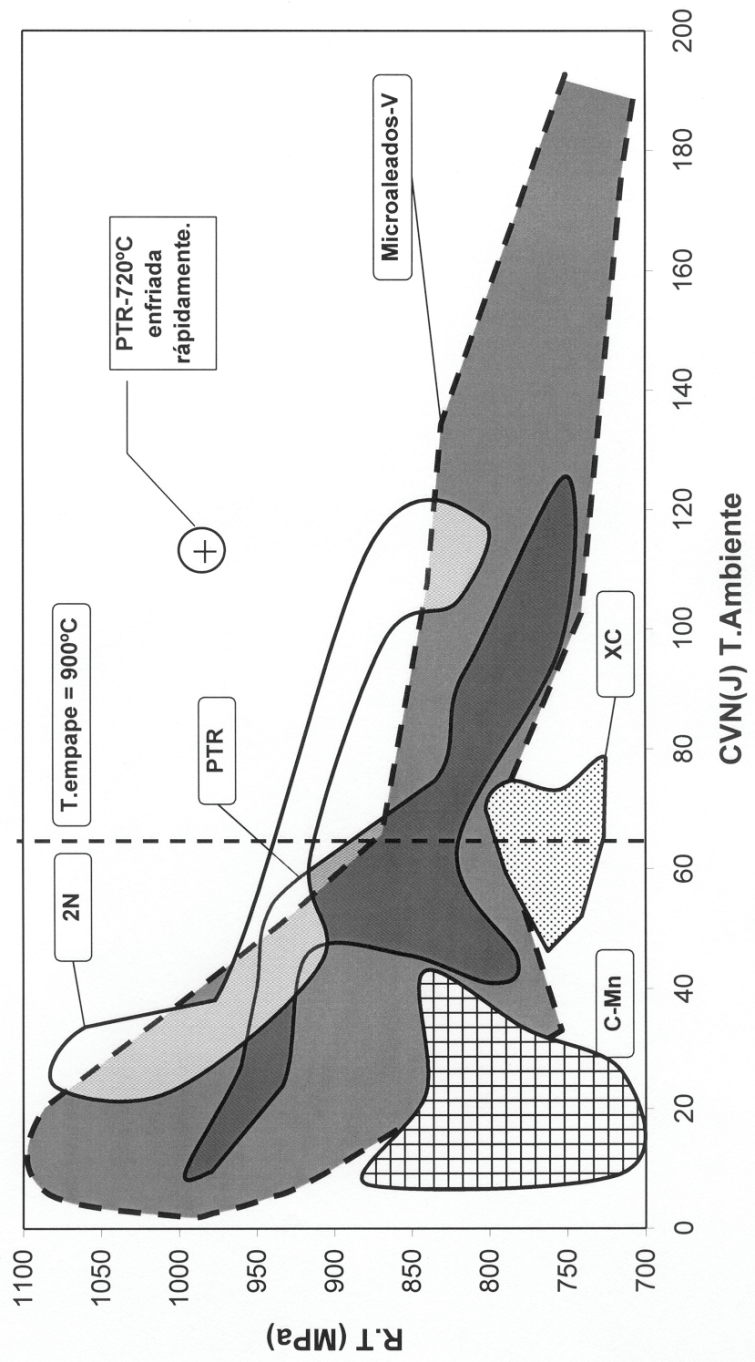 2N
T.empape = 900ºC
PTR-720ºC
enfriada
rápidamente.
PTR
Microaleados-V
C-Mn
XC
R.T (MPa)
1100
1050
1000
950
900
850
800
750
700
0
20
40
60
80
100
120
140
160
180
200
CVN(J) T.Ambiente